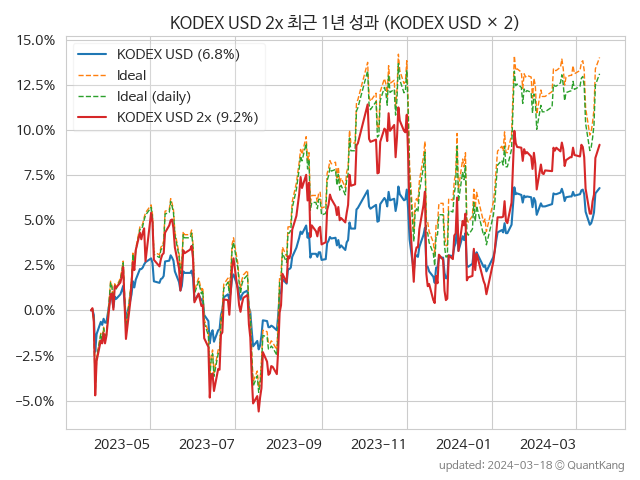 KODEX USD 2x 최근 1년 성과 (KODEX USD × 2)
15.0%
12.5%
10.0%
7.5%
5.0%
2.5%
0.0%
−2.5%
−5.0%
KODEX USD (6.8%)
Ideal
Ideal (daily)
KODEX USD 2x (9.2%)
2023-05
2023-07
2023-09
2023-11
2024-01
2024-03
updated: 2024-03-18 © QuantKang